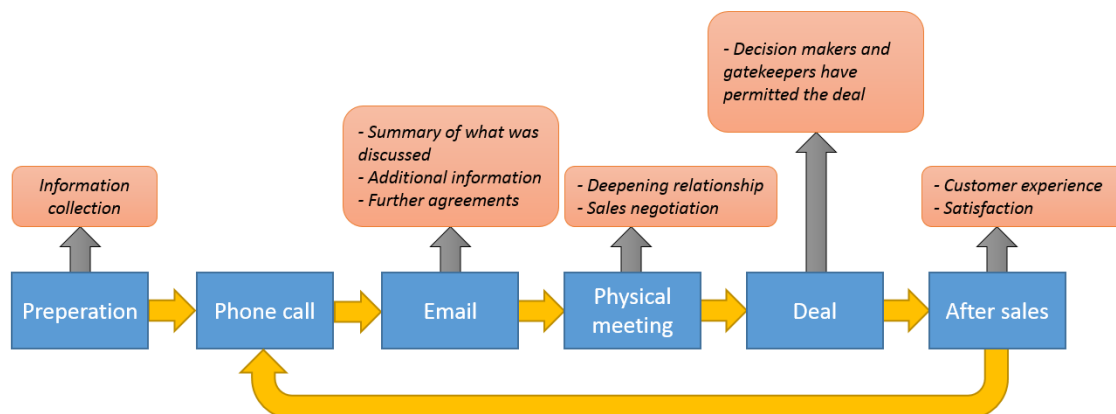 - Decision makers and
gatekeepers have
permitted the deal
- Summary of what was
discussed
- Additional information
- Further agreements
Information
collection
- Deepening relationship
- Sales negotiation
- Customer experience
- Satisfaction
Preperation
Phone call
Email
Physical
meeting
Deal
After sales